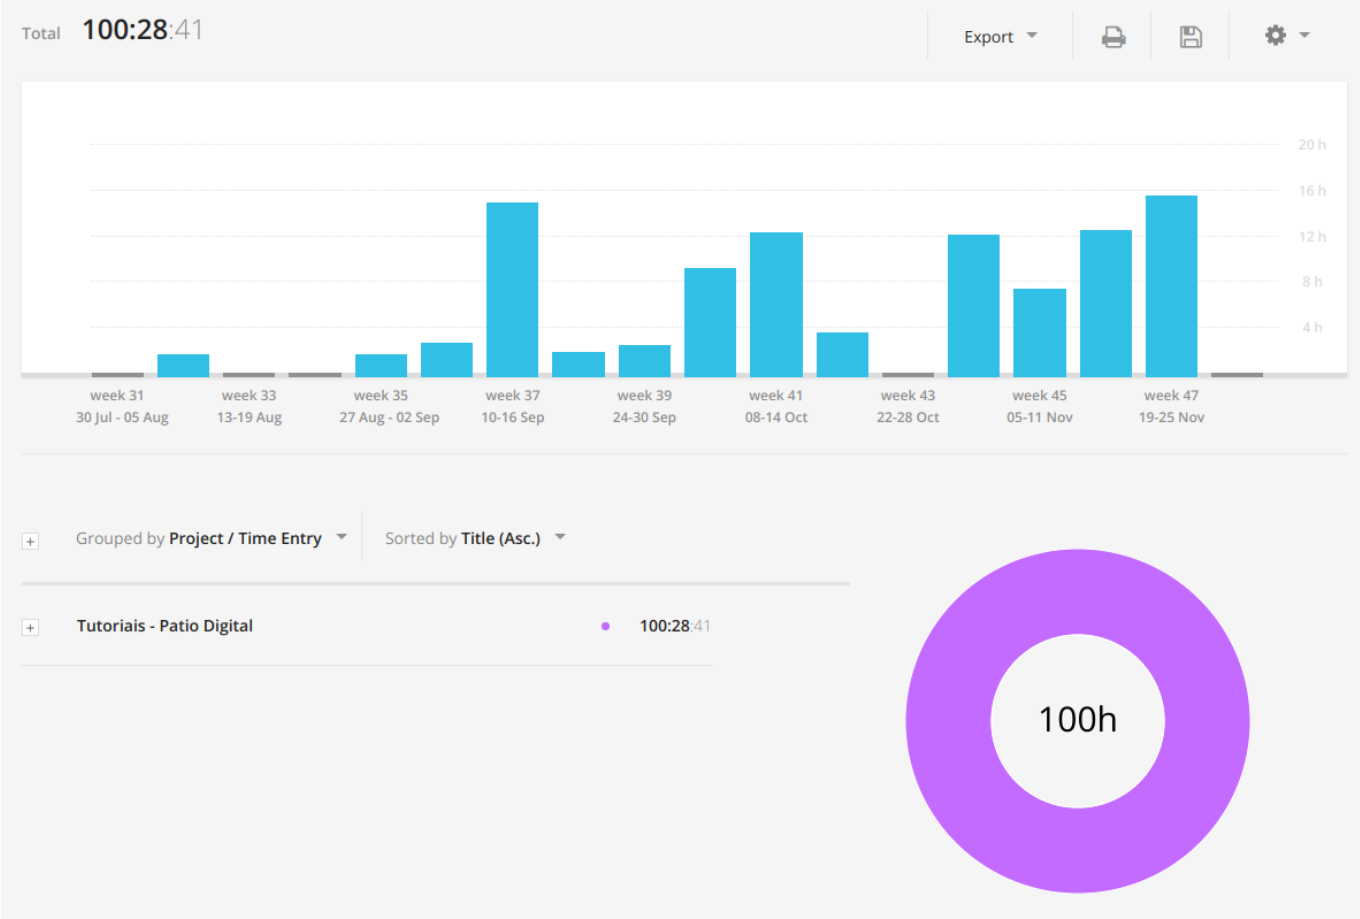 Total 100:28:41
Export
20 h
16 h
12 h
8 h
4 h
week 31 week 33 week 35 week 37 week 39 week 41 week 43 week 45 week 47
30 Jul - 05 Aug 13-19 Aug 27 Aug - 02 Sep 10-16 Sep 24-30 Sep 08-14 Oct 22-28 Oct 05-11 Nov 19-25 Nov
+ Grouped by Project / Time Entry Sorted by Title (Asc.)
+ Tutoriais - Patio Digital 100:28:41
100h